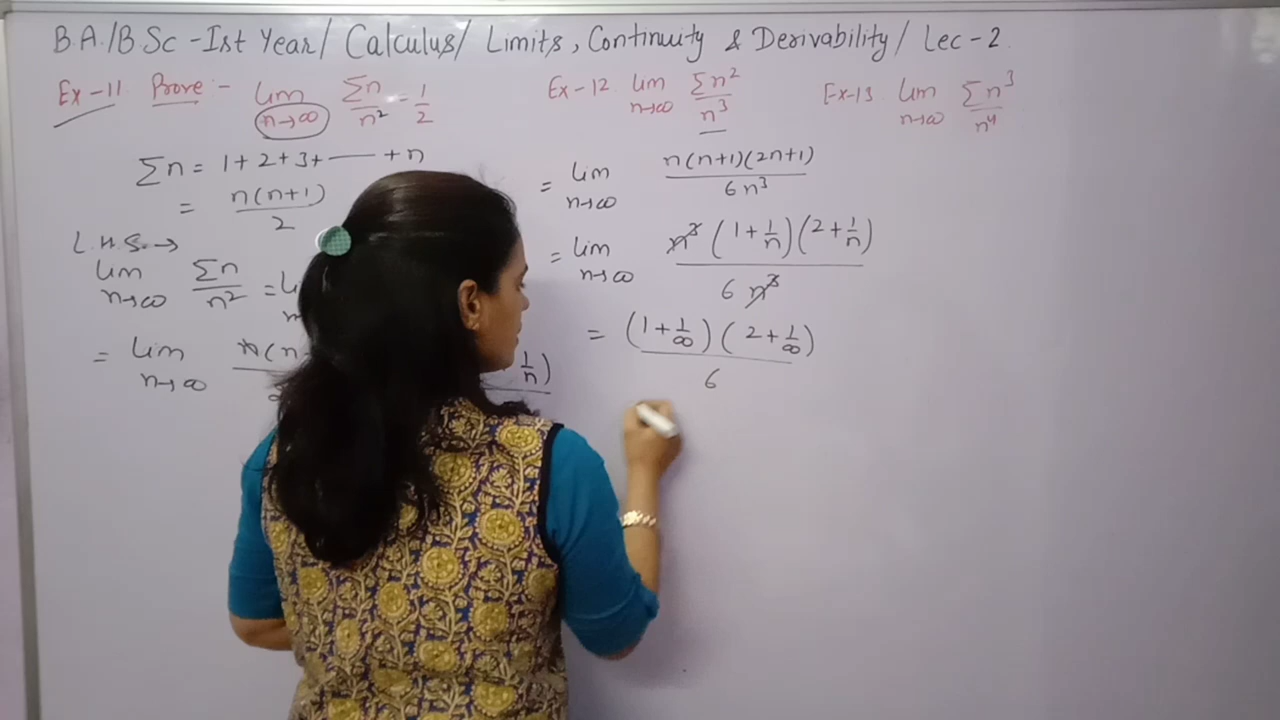 B.A./B.Sc - Ist Year/ Calculus/ Limits, Continuity & Derivability/ Lec-2.
Ex-11 Prove:- lim n→∞ Σn/n² = 1/2
Σn = 1+2+3+ —— + n
= n(n+1)/2
L.H.S. →
lim n→∞ Σn/n² =
= lim n→∞
1/n)
Ex-12 lim n→∞ Σn²/n³
= lim n→∞ n(n+1)(2n+1)/6n³
= lim n→∞ n³(1+1/n)(2+1/n)/6n³
= (1+1/∞)(2+1/∞)/6
Ex-13 lim n→∞ Σn³/n⁴